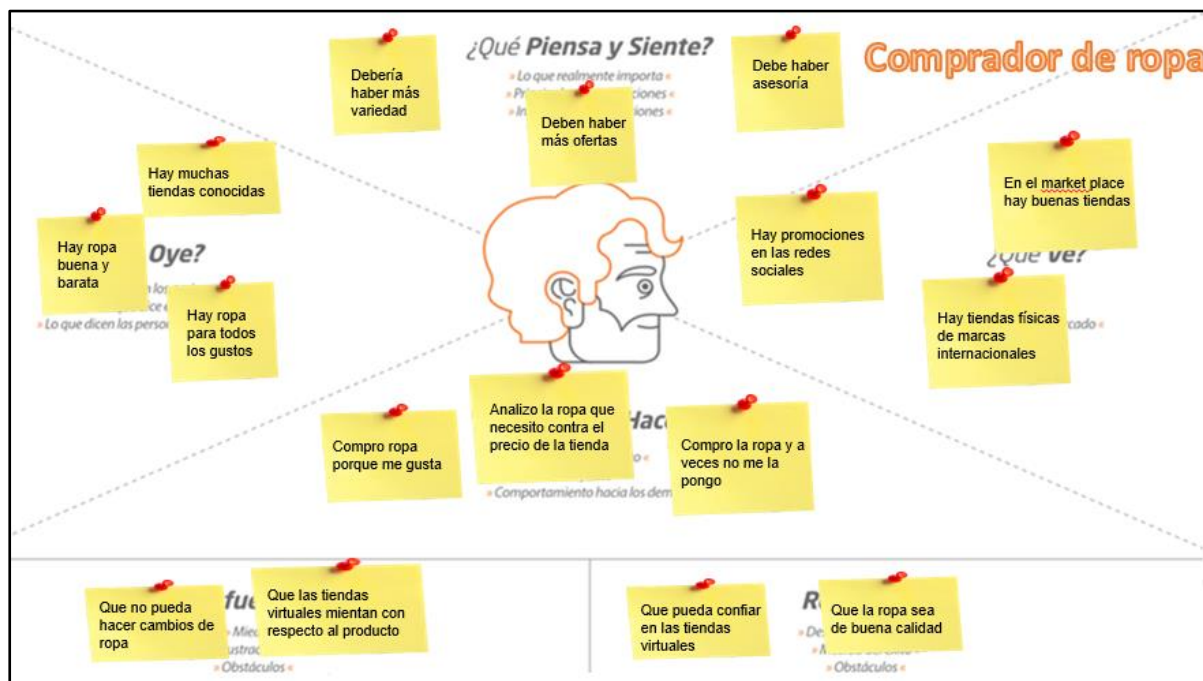 ¿Qué Piensa y Siente?
Comprador de ropa
» Lo que realmente importa «
Debería
haber más
variedad
Deben haber
más ofertas
Debe haber
asesoría
Hay muchas
tiendas conocidas
Hay ropa
buena y
barata
Oye?
» Lo que dicen las
Hay ropa
para todos
los gustos
Hay promociones
en las redes
sociales
En el market place
hay buenas tiendas
¿Qué Ve?
Hay tiendas físicas
de marcas
internacionales
Compro ropa
porque me gusta
Analizo la ropa que
necesito contra el
precio de la tienda
Compro la ropa y a
veces no me la
pongo
» Comportamiento hacia los
Que no pueda
hacer cambios de
ropa
Que las tiendas
virtuales mientan con
respecto al producto
» Obstáculos «
Que pueda confiar
en las tiendas
virtuales
Que la ropa sea
de buena calidad
» Obstáculos «